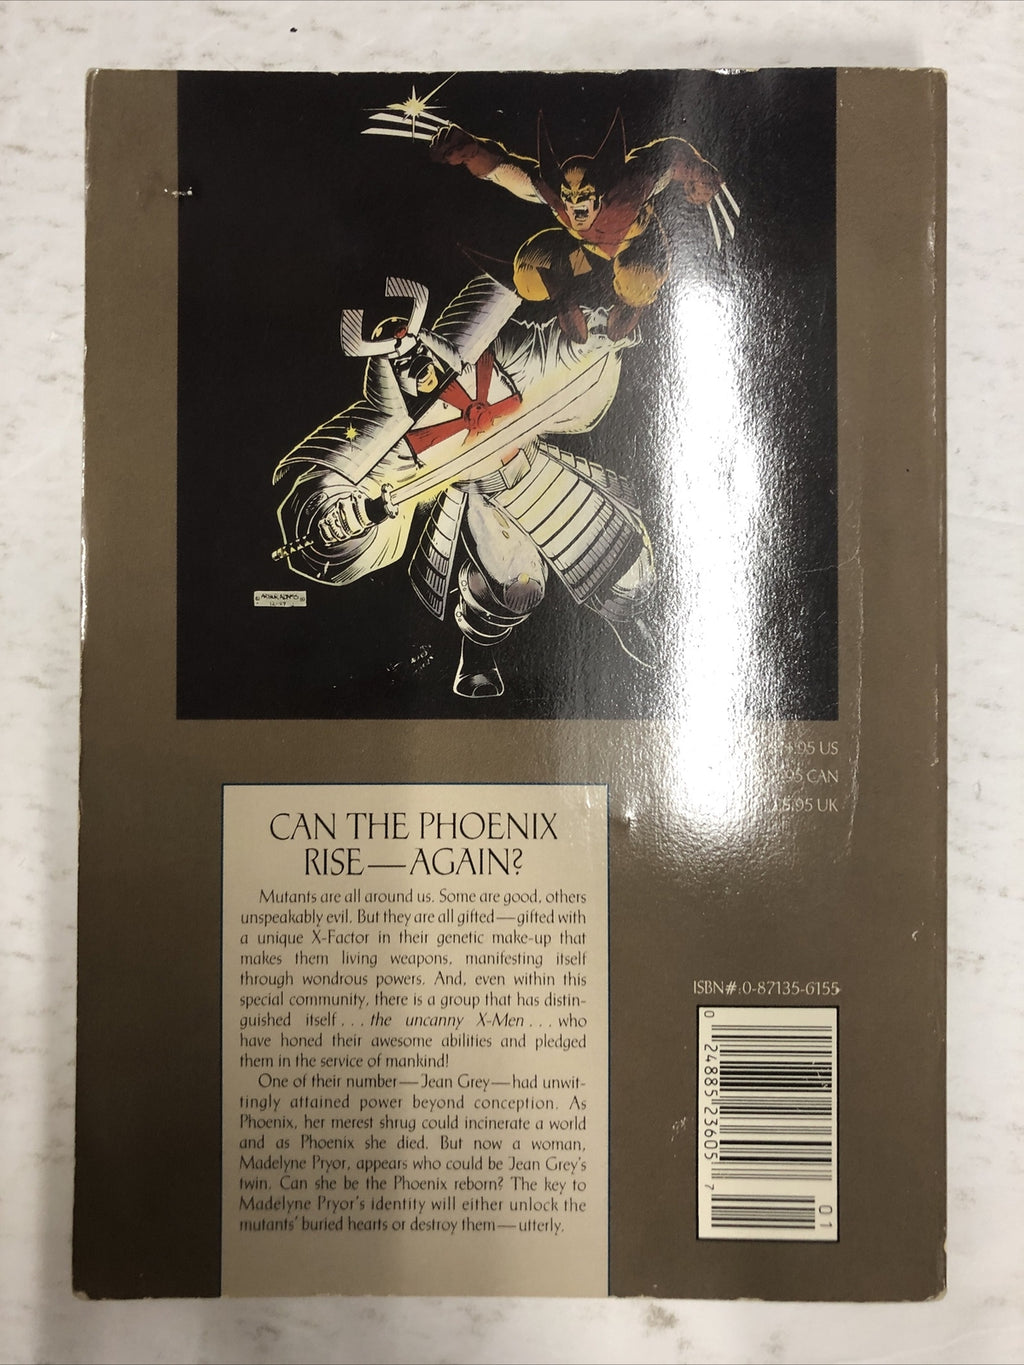 ARTHUR ADAMS
95 US
95 CAN
£5.95 UK
CAN THE PHOENIX
RISE—AGAIN?
Mutants are all around us. Some are good, others
unspeakably evil. But they are all gifted—gifted with
a unique X-Factor in their genetic make-up that
makes them living weapons, manifesting itself
through wondrous powers. And, even within this
special community, there is a group that has distin-
guished itself . . . the uncanny X-Men . . . who
have honed their awesome abilities and pledged
them in the service of mankind!
One of their number—Jean Grey—had unwit-
tingly attained power beyond conception. As
Phoenix, her merest shrug could incinerate a world
and as Phoenix she died. But now a woman,
Madelyne Pryor, appears who could be Jean Grey's
twin. Can she be the Phoenix reborn? The key to
Madelyne Pryor's identity will either unlock the
mutants' buried hearts or destroy them—utterly.
ISBN#:0-87135-6155
0 24885 23605 7
01